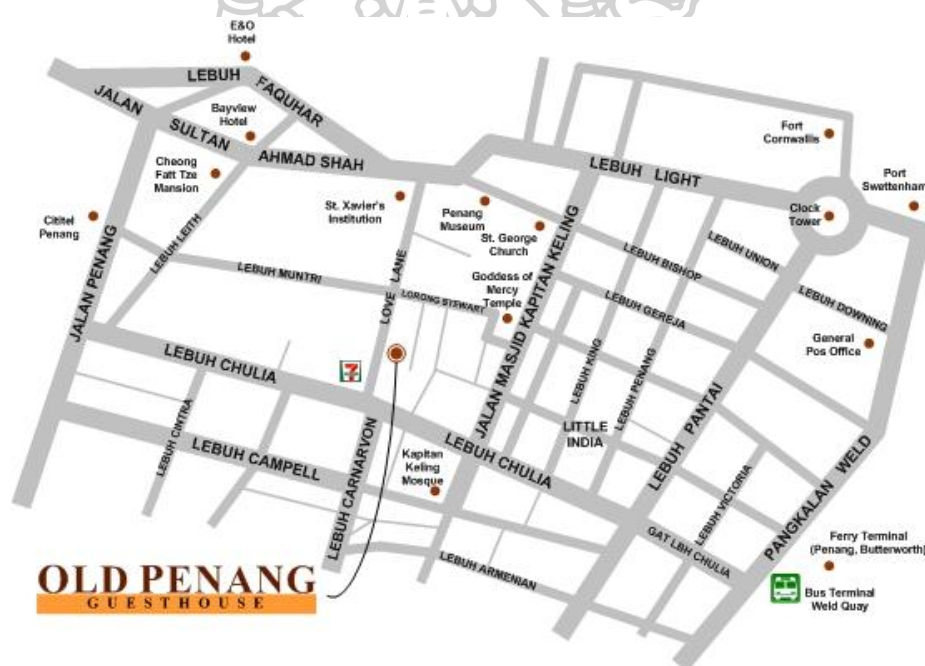 E&O
Hotel
LEBUH FAQUHAR
JALAN SULTAN AHMAD SHAH
Bayview
Hotel
Cheong
Fatt Tze
Mansion
Cititel
Penang
JALAN PENANG
LEBUH LEITH
LEBUH MUNTRI
St. Xavier's
Institution
LOVE LANE
LORONG STEWART
Penang
Museum
St. George
Church
Goddess of
Mercy
Temple
JALAN MASJID KAPITAN KELING
LEBUH LIGHT
Fort
Cornwallis
Port
Swettenham
Clock
Tower
LEBUH BISHOP
LEBUH UNION
LEBUH GEREJA
LEBUH DOWNING
General
Pos Office
LEBUH KING
LEBUH PENANG
LEBUH PANTAI
LITTLE
INDIA
LEBUH CHULIA
7
LEBUH CHULIA
LEBUH CINTRA
LEBUH CAMPELL
LEBUH CARNARVON
Kapitan
Keling
Mosque
LEBUH ARMENIAN
GAT LBH CHULIA
LEBUH VICTORIA
PANGKALAN WELD
Ferry Terminal
(Penang, Butterworth)
Bus Terminal
Weld Quay
OLD PENANG
GUESTHOUSE